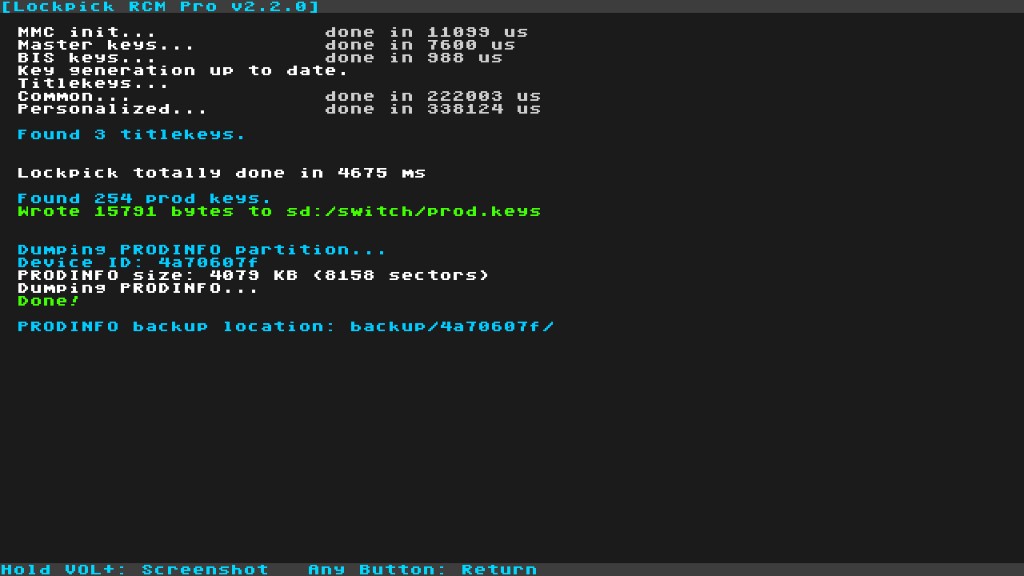 [Lockpick RCM Pro v2.2.0]
MMC init... done in 11099 us
Master keys... done in 7600 us
BIS keys... done in 988 us
Key generation up to date.
Titlekeys...
Common... done in 222003 us
Personalized... done in 338124 us
Found 3 titlekeys.
Lockpick totally done in 4675 ms
Found 254 prod keys.
Wrote 15791 bytes to sd:/switch/prod.keys
Dumping PRODINFO partition...
Device ID: 4a70607f
PRODINFO size: 4079 KB (8158 sectors)
Dumping PRODINFO...
Done!
PRODINFO backup location: backup/4a70607f/
Hold VOL+: Screenshot Any Button: Return